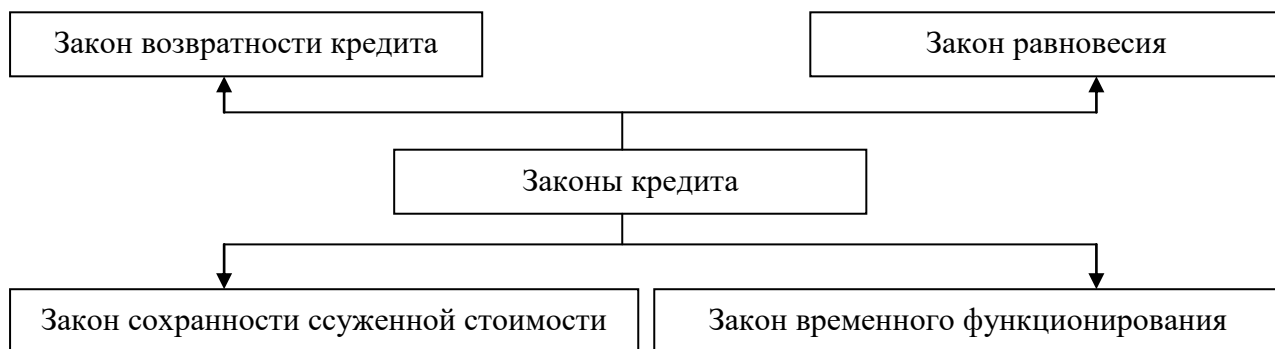 Закон возвратности кредита
Закон равновесия
Законы кредита
Закон сохранности ссуженной стоимости
Закон временного функционирования